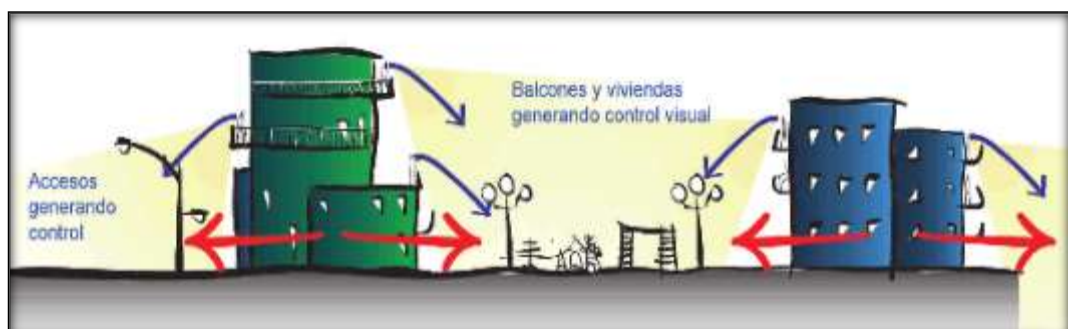 Balcones y viviendas
generando control visual
Accesos
generando
control